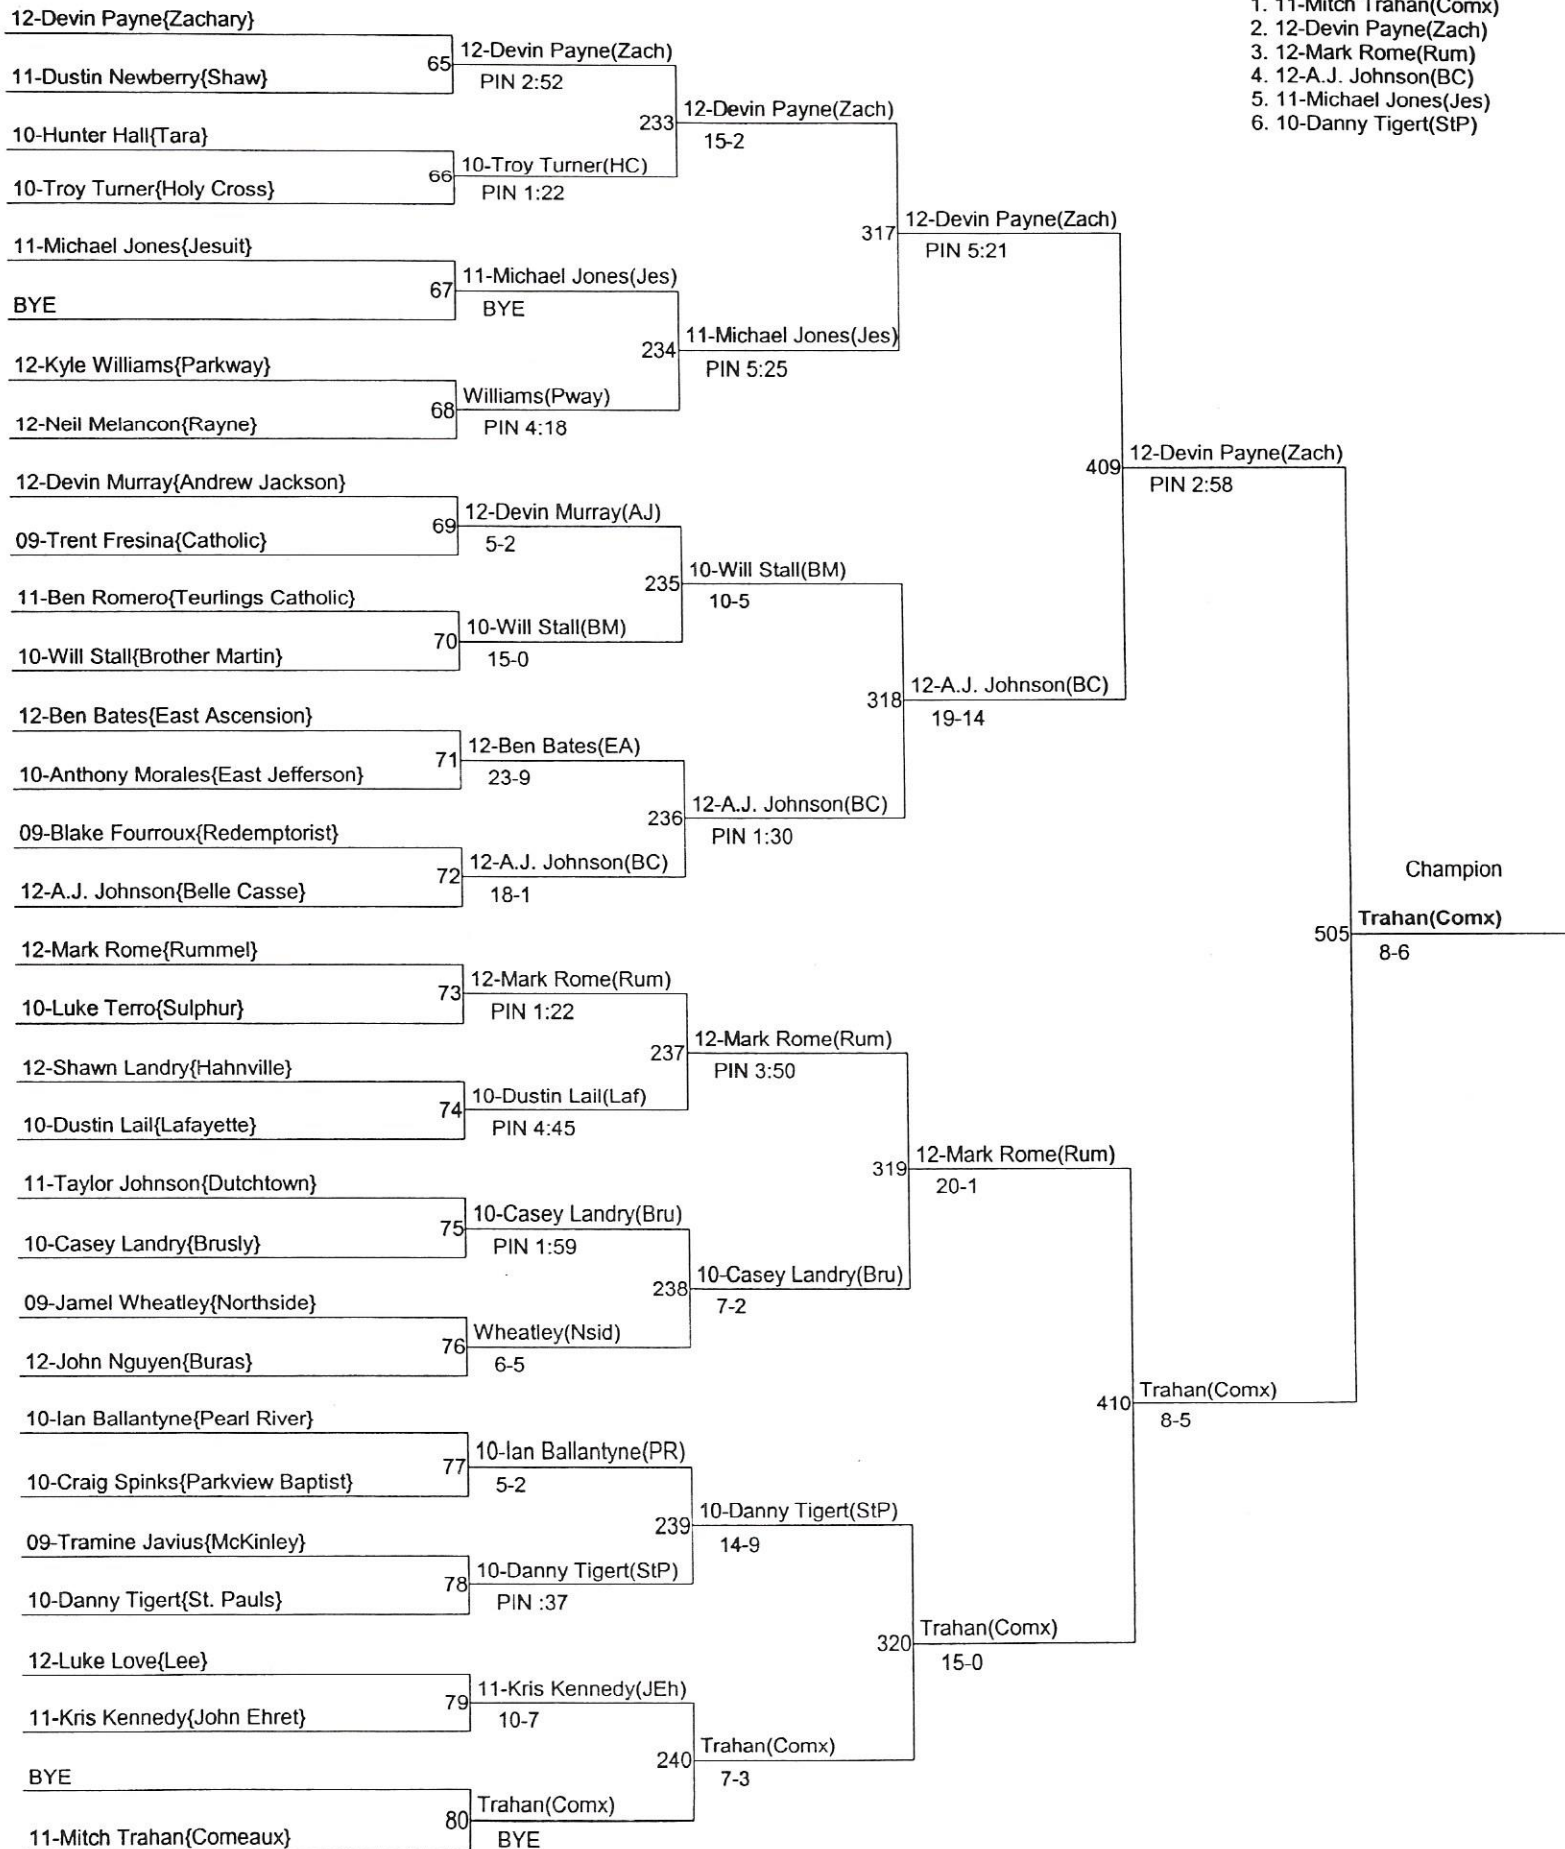 12-Devin Payne{Zachary}
11-Dustin Newberry{Shaw}
10-Hunter Hall{Tara}
10-Troy Turner{Holy Cross}
11-Michael Jones{Jesuit}
BYE
12-Kyle Williams{Parkway}
12-Neil Melancon{Rayne}
12-Devin Murray{Andrew Jackson}
09-Trent Fresina{Catholic}
11-Ben Romero{Teurlings Catholic}
10-Will Stall{Brother Martin}
12-Ben Bates{East Ascension}
10-Anthony Morales{East Jefferson}
09-Blake Fourroux{Redemptorist}
12-A.J. Johnson{Belle Casse}
12-Mark Rome{Rummel}
10-Luke Terro{Sulphur}
12-Shawn Landry{Hahnville}
10-Dustin Lail{Lafayette}
11-Taylor Johnson{Dutchtown}
10-Casey Landry{Brusly}
09-Jamel Wheatley{Northside}
12-John Nguyen{Buras}
10-Ian Ballantyne{Pearl River}
10-Craig Spinks{Parkview Baptist}
09-Tramine Javius{McKinley}
10-Danny Tigert{St. Pauls}
12-Luke Love{Lee}
11-Kris Kennedy{John Ehret}
BYE
11-Mitch Trahan{Comeaux}
65 12-Devin Payne(Zach)
PIN 2:52
66 10-Troy Turner(HC)
PIN 1:22
67 11-Michael Jones(Jes)
BYE
68 Williams(Pway)
PIN 4:18
69 12-Devin Murray(AJ)
5-2
70 10-Will Stall(BM)
15-0
71 12-Ben Bates(EA)
23-9
72 12-A.J. Johnson(BC)
18-1
73 12-Mark Rome(Rum)
PIN 1:22
74 10-Dustin Lail(Laf)
PIN 4:45
75 10-Casey Landry(Bru)
PIN 1:59
76 Wheatley(Nsid)
6-5
77 10-Ian Ballantyne(PR)
5-2
78 10-Danny Tigert(StP)
PIN :37
79 11-Kris Kennedy(JEh)
10-7
80 Trahan(Comx)
BYE
233 12-Devin Payne(Zach)
15-2
234 11-Michael Jones(Jes)
PIN 5:25
235 10-Will Stall(BM)
10-5
236 12-A.J. Johnson(BC)
PIN 1:30
237 12-Mark Rome(Rum)
PIN 3:50
238 10-Casey Landry(Bru)
7-2
239 10-Danny Tigert(StP)
14-9
240 Trahan(Comx)
7-3
317 12-Devin Payne(Zach)
PIN 5:21
318 12-A.J. Johnson(BC)
19-14
319 12-Mark Rome(Rum)
20-1
320 Trahan(Comx)
15-0
409 12-Devin Payne(Zach)
PIN 2:58
410 Trahan(Comx)
8-5
Champion
505 Trahan(Comx)
8-6
1. 11-Mitch Trahan(Comx)
2. 12-Devin Payne(Zach)
3. 12-Mark Rome(Rum)
4. 12-A.J. Johnson(BC)
5. 11-Michael Jones(Jes)
6. 10-Danny Tigert(StP)